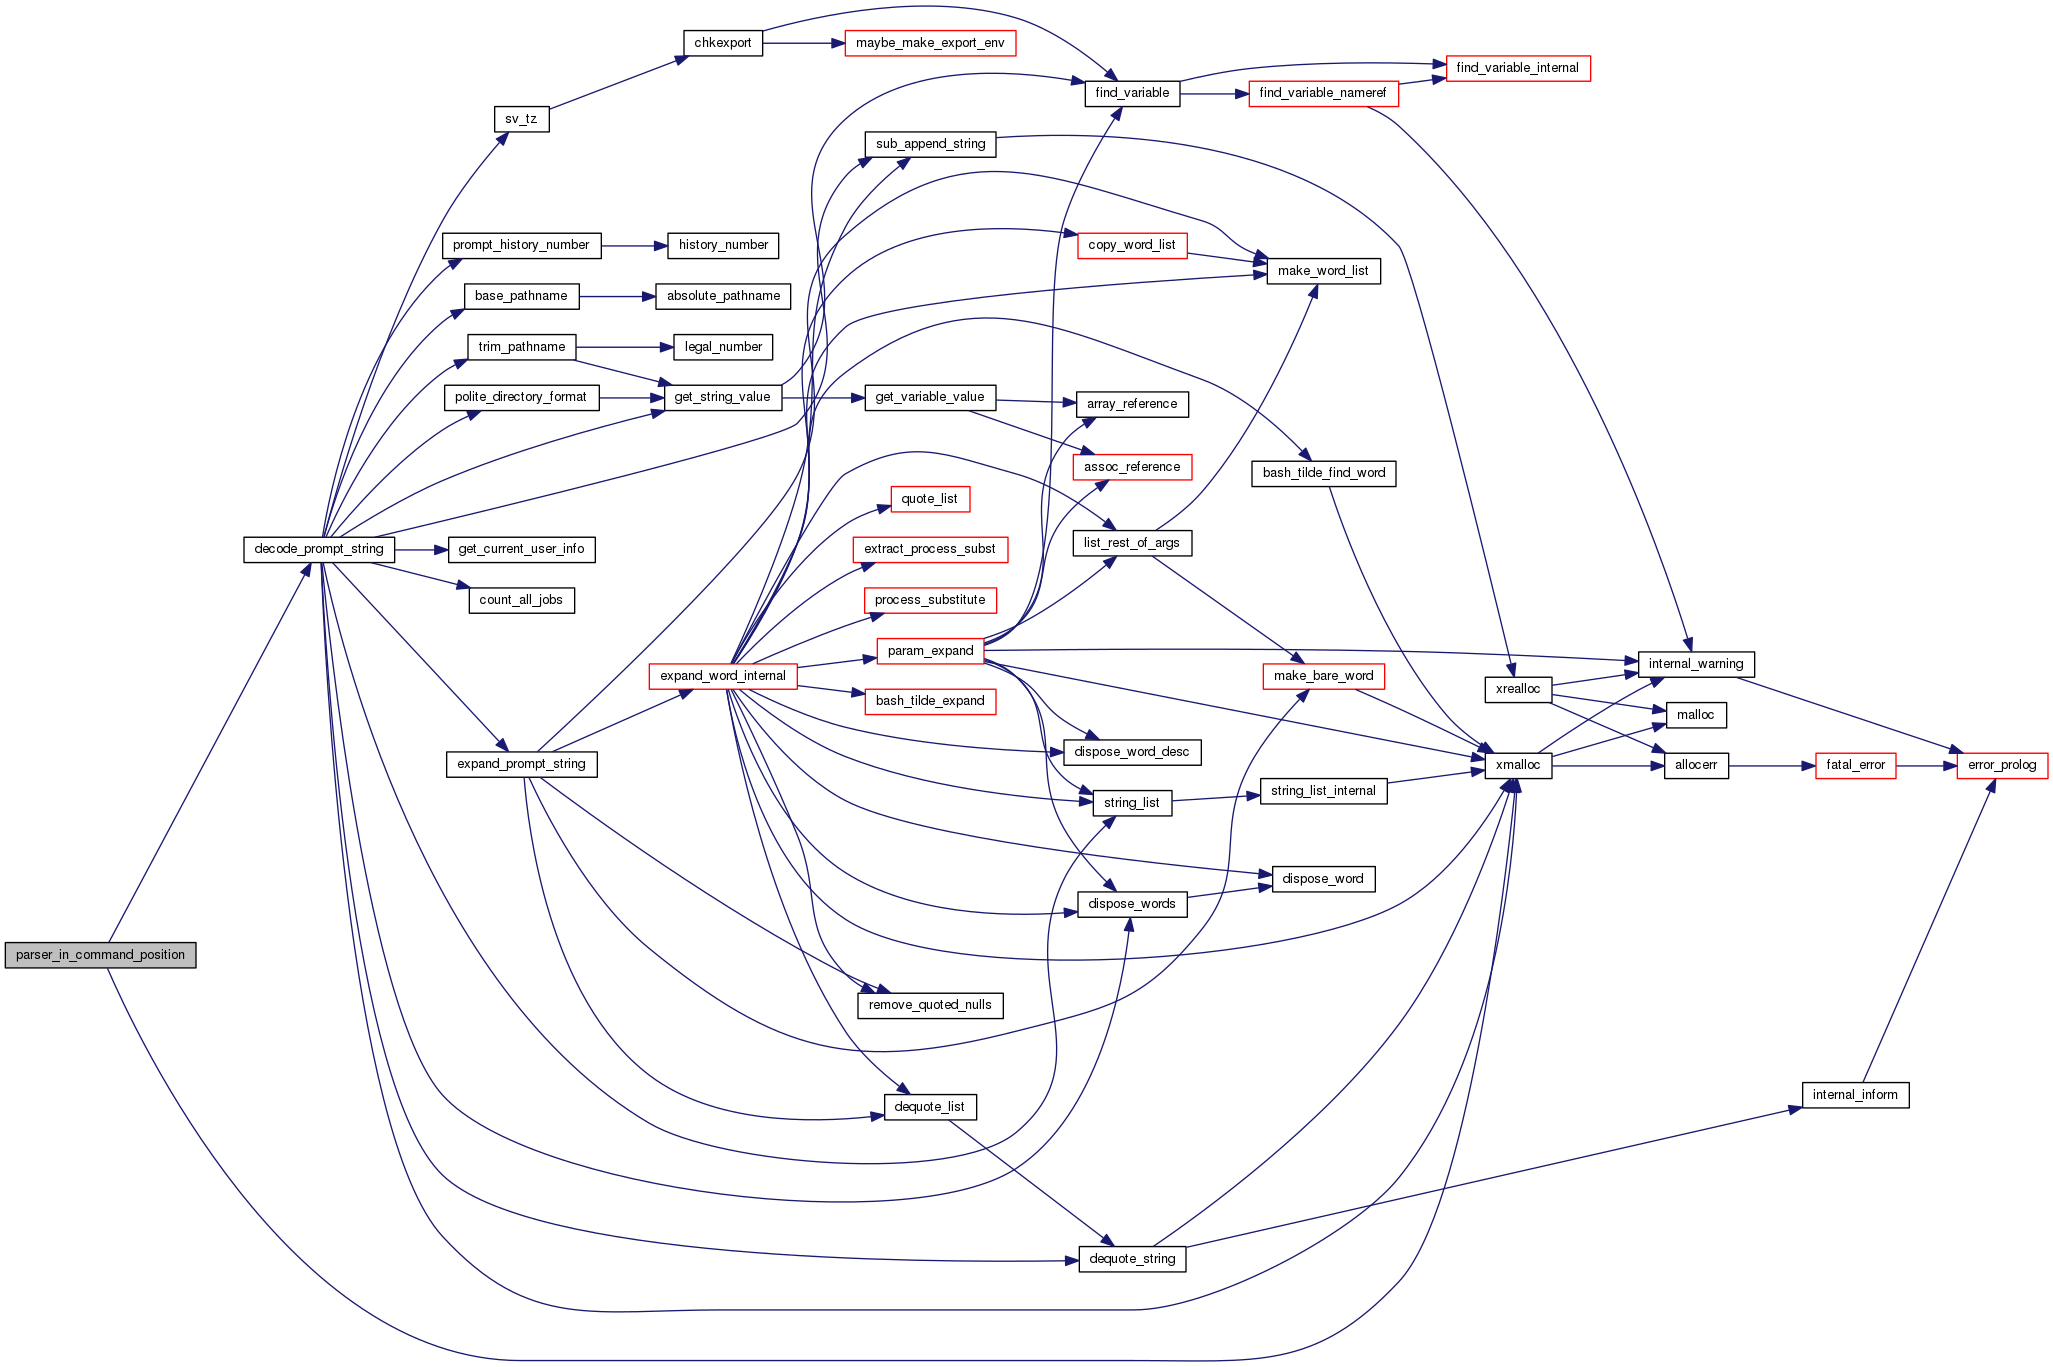 chkexport
maybe_make_export_env
find_variable_internal
find_variable
find_variable_nameref
sv_tz
sub_append_string
prompt_history_number
history_number
copy_word_list
make_word_list
base_pathname
absolute_pathname
trim_pathname
legal_number
polite_directory_format
get_string_value
get_variable_value
array_reference
assoc_reference
bash_tilde_find_word
quote_list
decode_prompt_string
get_current_user_info
extract_process_subst
list_rest_of_args
count_all_jobs
process_substitute
param_expand
internal_warning
expand_word_internal
make_bare_word
xrealloc
bash_tilde_expand
malloc
dispose_word_desc
expand_prompt_string
xmalloc
allocerr
fatal_error
error_prolog
string_list
string_list_internal
dispose_word
dispose_words
parser_in_command_position
remove_quoted_nulls
internal_inform
dequote_list
dequote_string